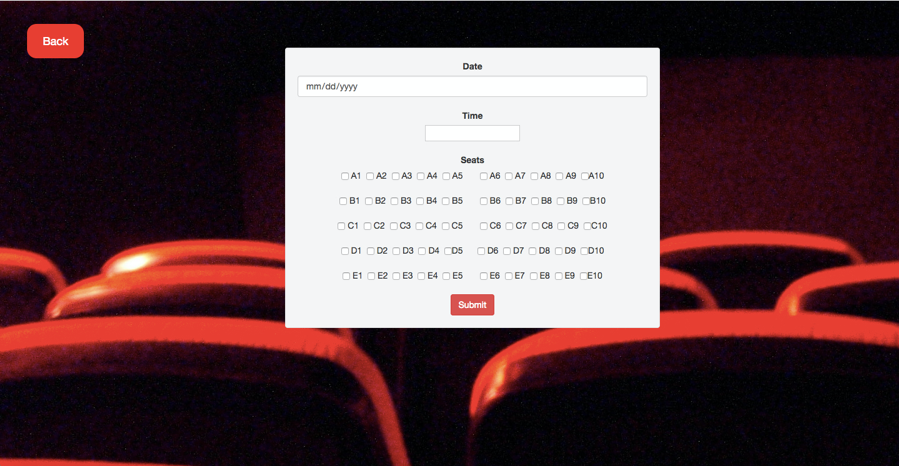 Back
Date
mm/dd/yyyy
Time
Seats
A1 A2 A3 A4 A5 A6 A7 A8 A9 A10
B1 B2 B3 B4 B5 B6 B7 B8 B9 B10
C1 C2 C3 C4 C5 C6 C7 C8 C9 C10
D1 D2 D3 D4 D5 D6 D7 D8 D9 D10
E1 E2 E3 E4 E5 E6 E7 E8 E9 E10
Submit